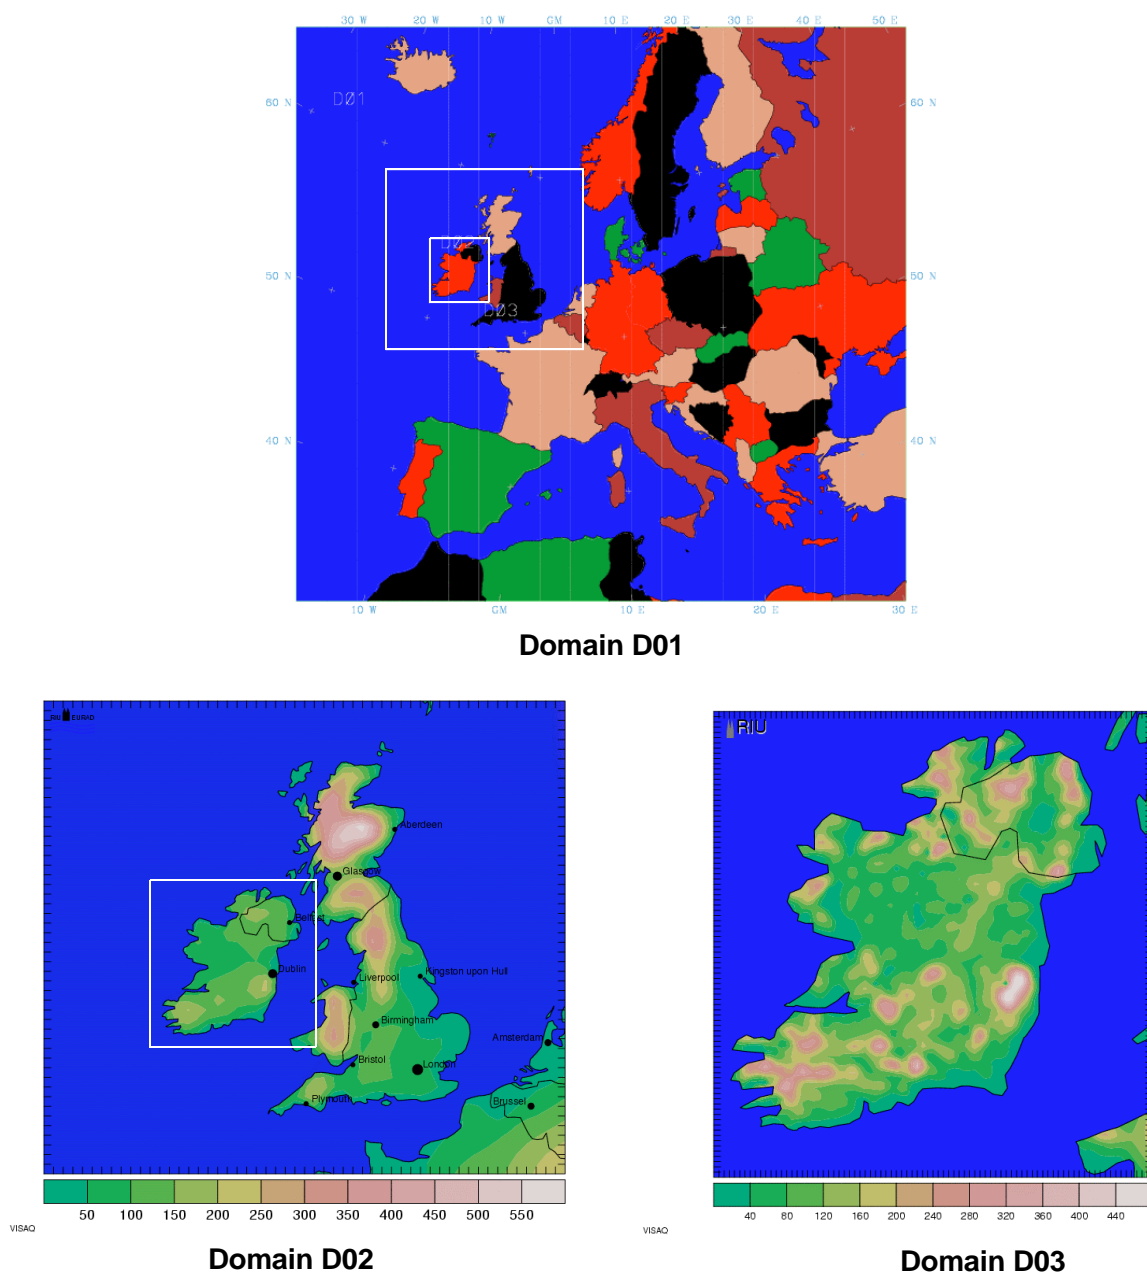 30 W 20 W 10 W GM 10 E 20 E 30 E 40 E 50 E
60 N 60 N
DØ1
DØ2
50 N 50 N
DØ3
40 N 40 N
10 W GM 10 E 20 E 30 E
Domain D01
RIU EURAD
Aberdeen
Glasgow
Belfast
Dublin
Liverpool
Kingston upon Hull
Birmingham
Amsterdam
Bristol
London
Plymouth
Brussel
50 100 150 200 250 300 350 400 450 500 550
VISAQ
Domain D02
RIU
40 80 120 160 200 240 280 320 360 400 440
VISAQ
Domain D03